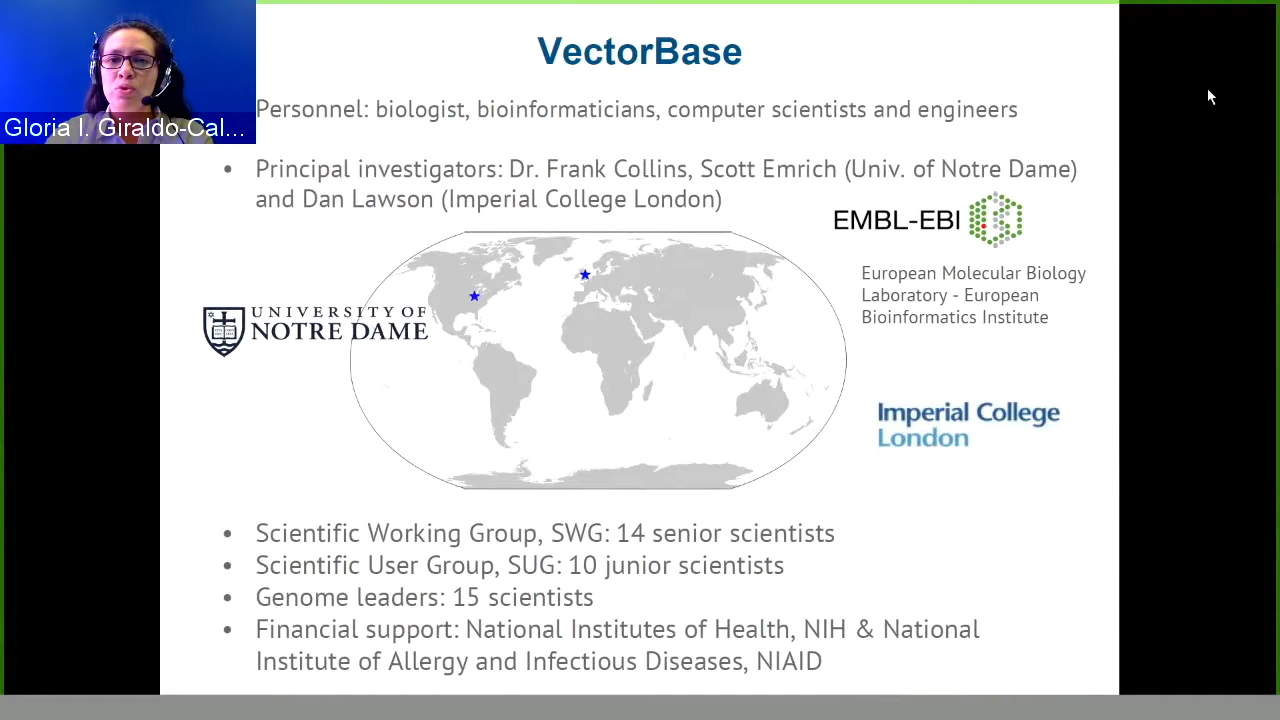 VectorBase
Gloria I. Giraldo-Cal...
Personnel: biologist, bioinformaticians, computer scientists and engineers
• Principal investigators: Dr. Frank Collins, Scott Emrich (Univ. of Notre Dame)
and Dan Lawson (Imperial College London)
EMBL-EBI
European Molecular Biology
Laboratory - European
Bioinformatics Institute
UNIVERSITY OF
NOTRE DAME
Imperial College
London
• Scientific Working Group, SWG: 14 senior scientists
• Scientific User Group, SUG: 10 junior scientists
• Genome leaders: 15 scientists
• Financial support: National Institutes of Health, NIH & National
Institute of Allergy and Infectious Diseases, NIAID